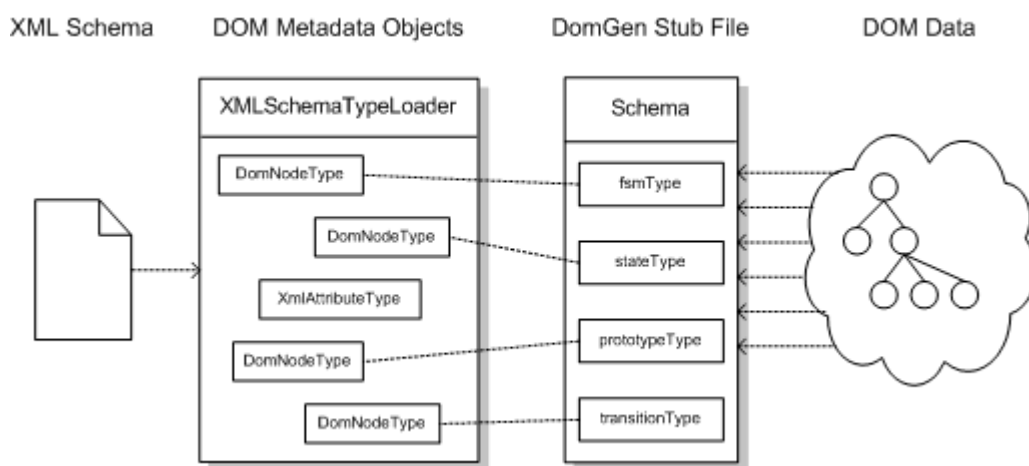 XML Schema
DOM Metadata Objects
DomGen Stub File
DOM Data
XMLSchemaTypeLoader
DomNodeType
DomNodeType
XmlAttributeType
DomNodeType
DomNodeType
Schema
fsmType
stateType
prototypeType
transitionType